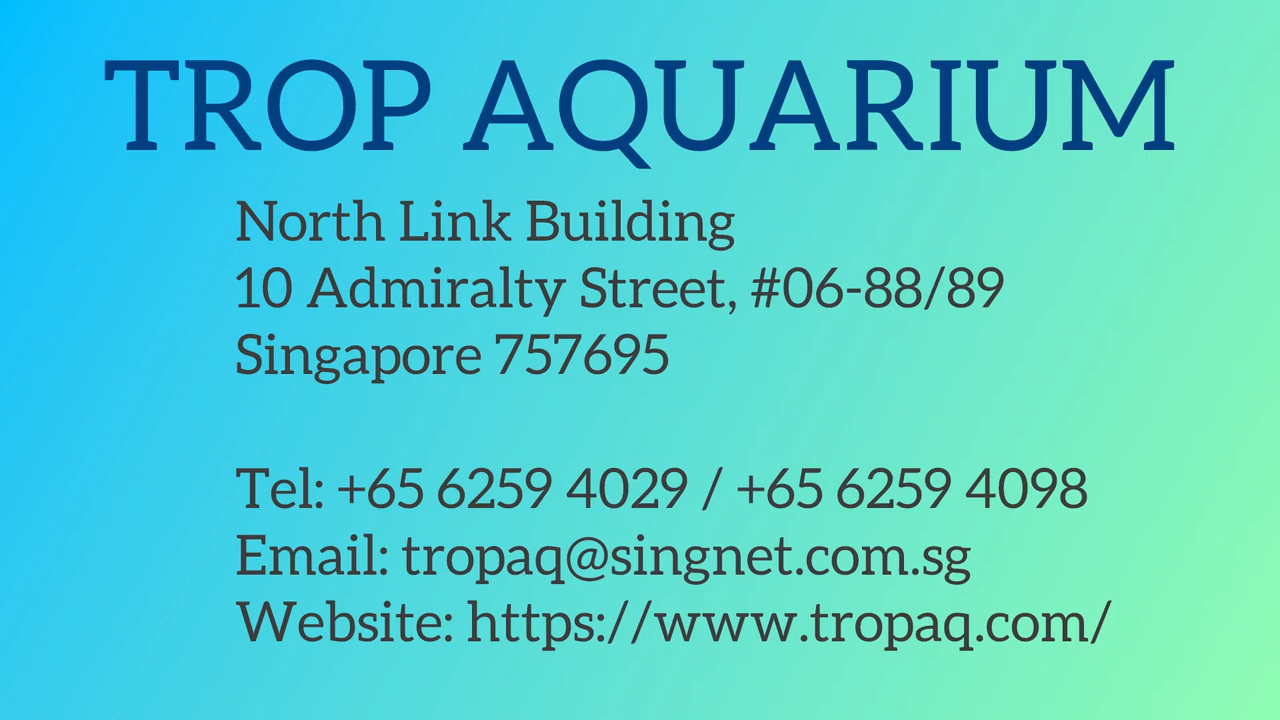 TROP AQUARIUM
North Link Building
10 Admiralty Street, #06-88/89
Singapore 757695
Tel: +65 6259 4029 / +65 6259 4098
Email: tropaq@singnet.com.sg
Website: https://www.tropaq.com/